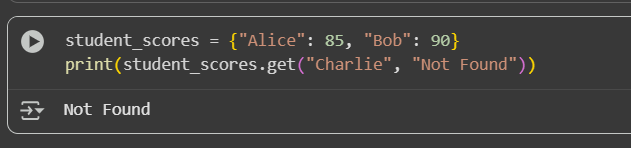 student_scores = {"Alice": 85, "Bob": 90}
print(student_scores.get("Charlie", "Not Found"))
Not Found